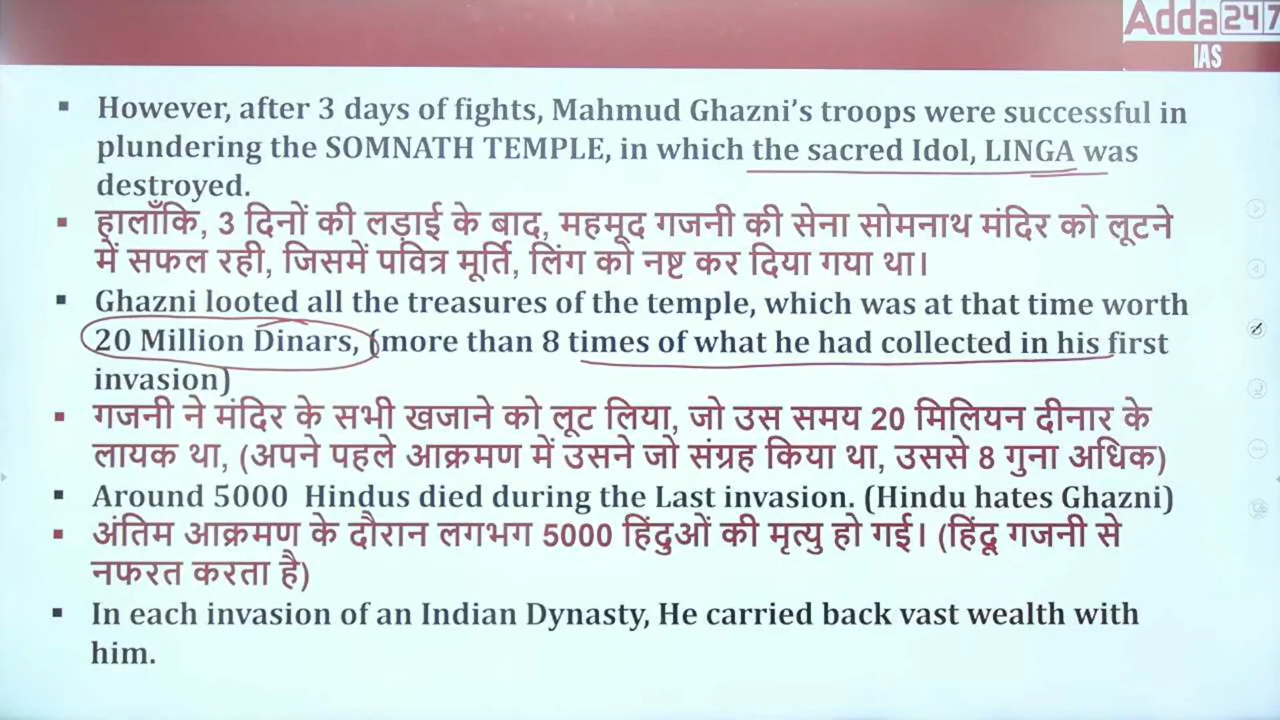 Adda247
IAS
▪ However, after 3 days of fights, Mahmud Ghazni's troops were successful in
plundering the SOMNATH TEMPLE, in which the sacred Idol, LINGA was
destroyed.
▪ हालाँकि, 3 दिनों की लड़ाई के बाद, महमूद गजनी की सेना सोमनाथ मंदिर को लूटने
में सफल रही, जिसमें पवित्र मूर्ति, लिंग को नष्ट कर दिया गया था।
▪ Ghazni looted all the treasures of the temple, which was at that time worth
20 Million Dinars, (more than 8 times of what he had collected in his first
invasion)
▪ गजनी ने मंदिर के सभी खजाने को लूट लिया, जो उस समय 20 मिलियन दीनार के
लायक था, (अपने पहले आक्रमण में उसने जो संग्रह किया था, उससे 8 गुना अधिक)
▪ Around 5000 Hindus died during the Last invasion. (Hindu hates Ghazni)
▪ अंतिम आक्रमण के दौरान लगभग 5000 हिंदुओं की मृत्यु हो गई। (हिंदू गजनी से
नफरत करता है)
▪ In each invasion of an Indian Dynasty, He carried back vast wealth with
him.